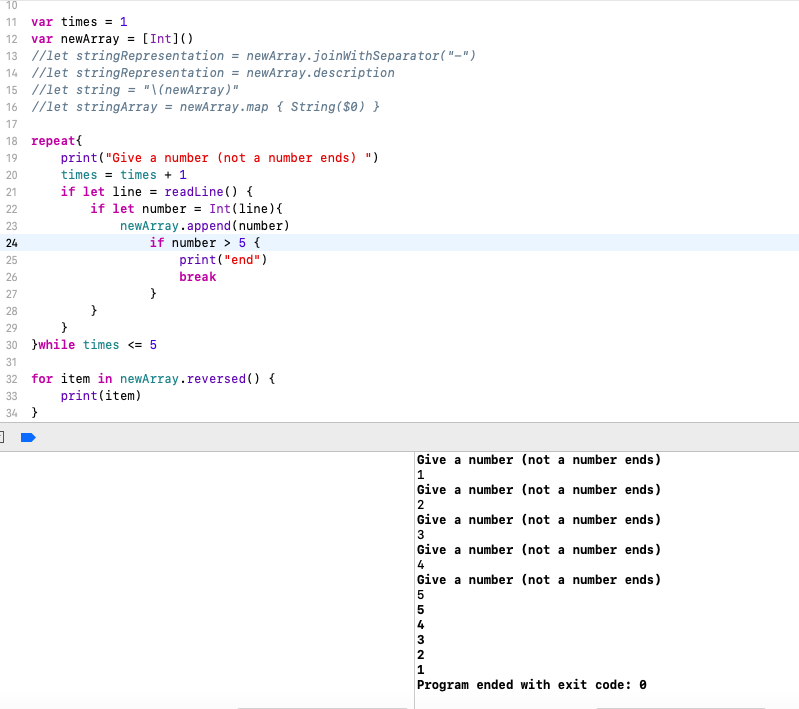 10
11 var times = 1
12 var newArray = [Int]()
13 //let stringRepresentation = newArray.joinWithSeparator("-")
14 //let stringRepresentation = newArray.description
15 //let string = "\(newArray)"
16 //let stringArray = newArray.map { String($0) }
17
18 repeat{
19     print("Give a number (not a number ends) ")
20     times = times + 1
21     if let line = readLine() {
22         if let number = Int(line){
23             newArray.append(number)
24                 if number > 5 {
25                     print("end")
26                     break
27                 }
28         }
29     }
30 }while times <= 5
31
32 for item in newArray.reversed() {
33     print(item)
34 }
Give a number (not a number ends)
1
Give a number (not a number ends)
2
Give a number (not a number ends)
3
Give a number (not a number ends)
4
Give a number (not a number ends)
5
5
4
3
2
1
Program ended with exit code: 0